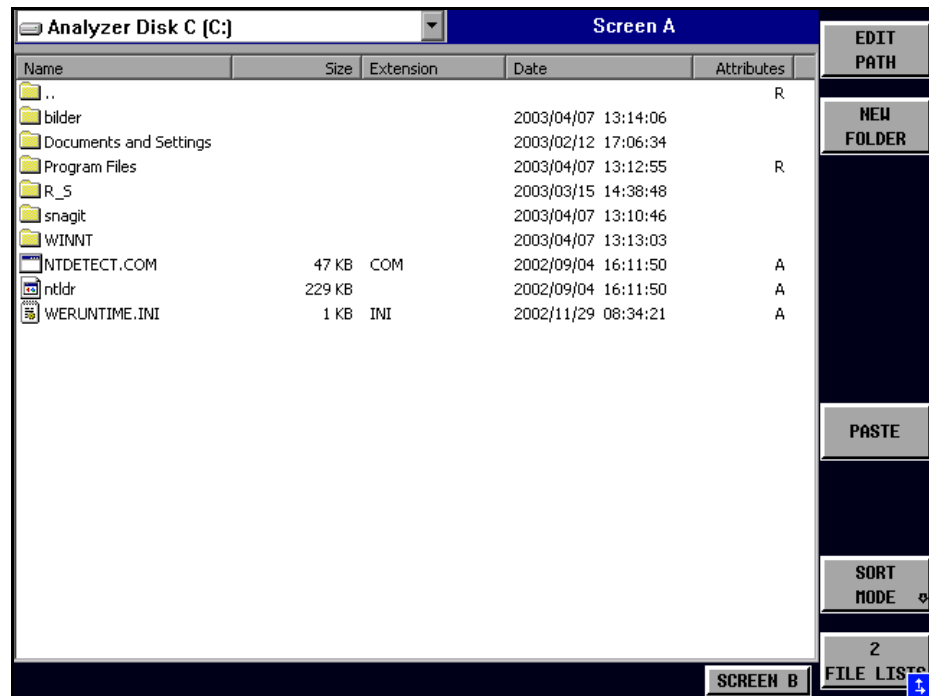 Analyzer Disk C (C:) Screen A
Name Size Extension Date Attributes
.. R
bilder 2003/04/07 13:14:06
Documents and Settings 2003/02/12 17:06:34
Program Files 2003/04/07 13:12:55 R
R_S 2003/03/15 14:38:48
snagit 2003/04/07 13:10:46
WINNT 2003/04/07 13:13:03
NTDETECT.COM 47 KB COM 2002/09/04 16:11:50 A
ntldr 229 KB 2002/09/04 16:11:50 A
WERUNTIME.INI 1 KB INI 2002/11/29 08:34:21 A
SCREEN B
EDIT
PATH
NEW
FOLDER
PASTE
SORT
MODE
2
FILE LISTS